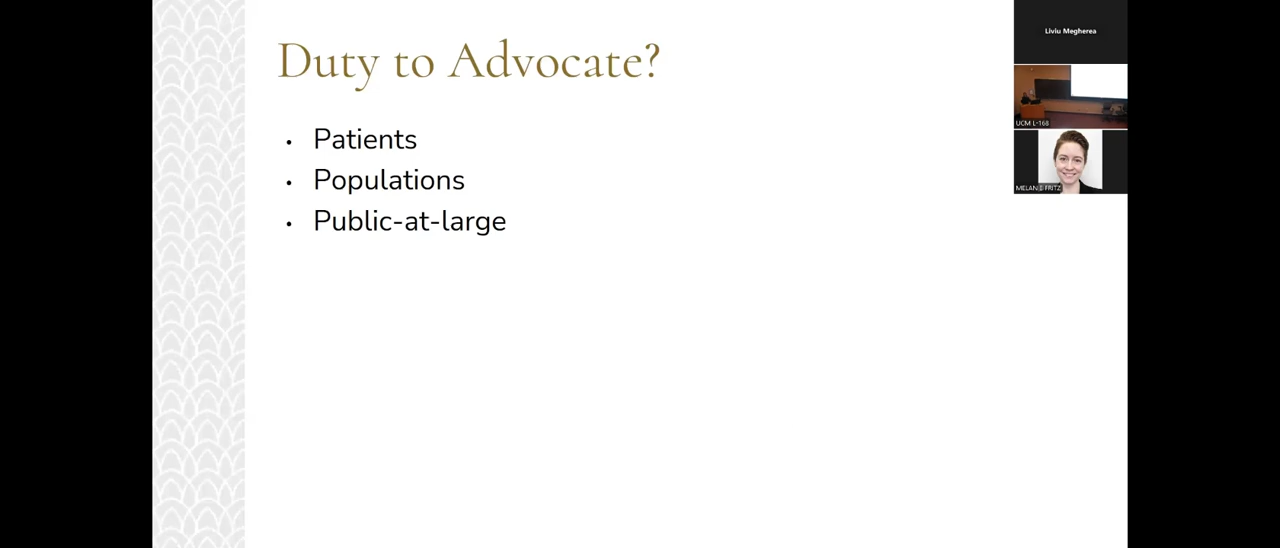 Duty to Advocate?
• Patients
• Populations
• Public-at-large
Liviu Megherea
UCM L-168
MELANIE FRITZ